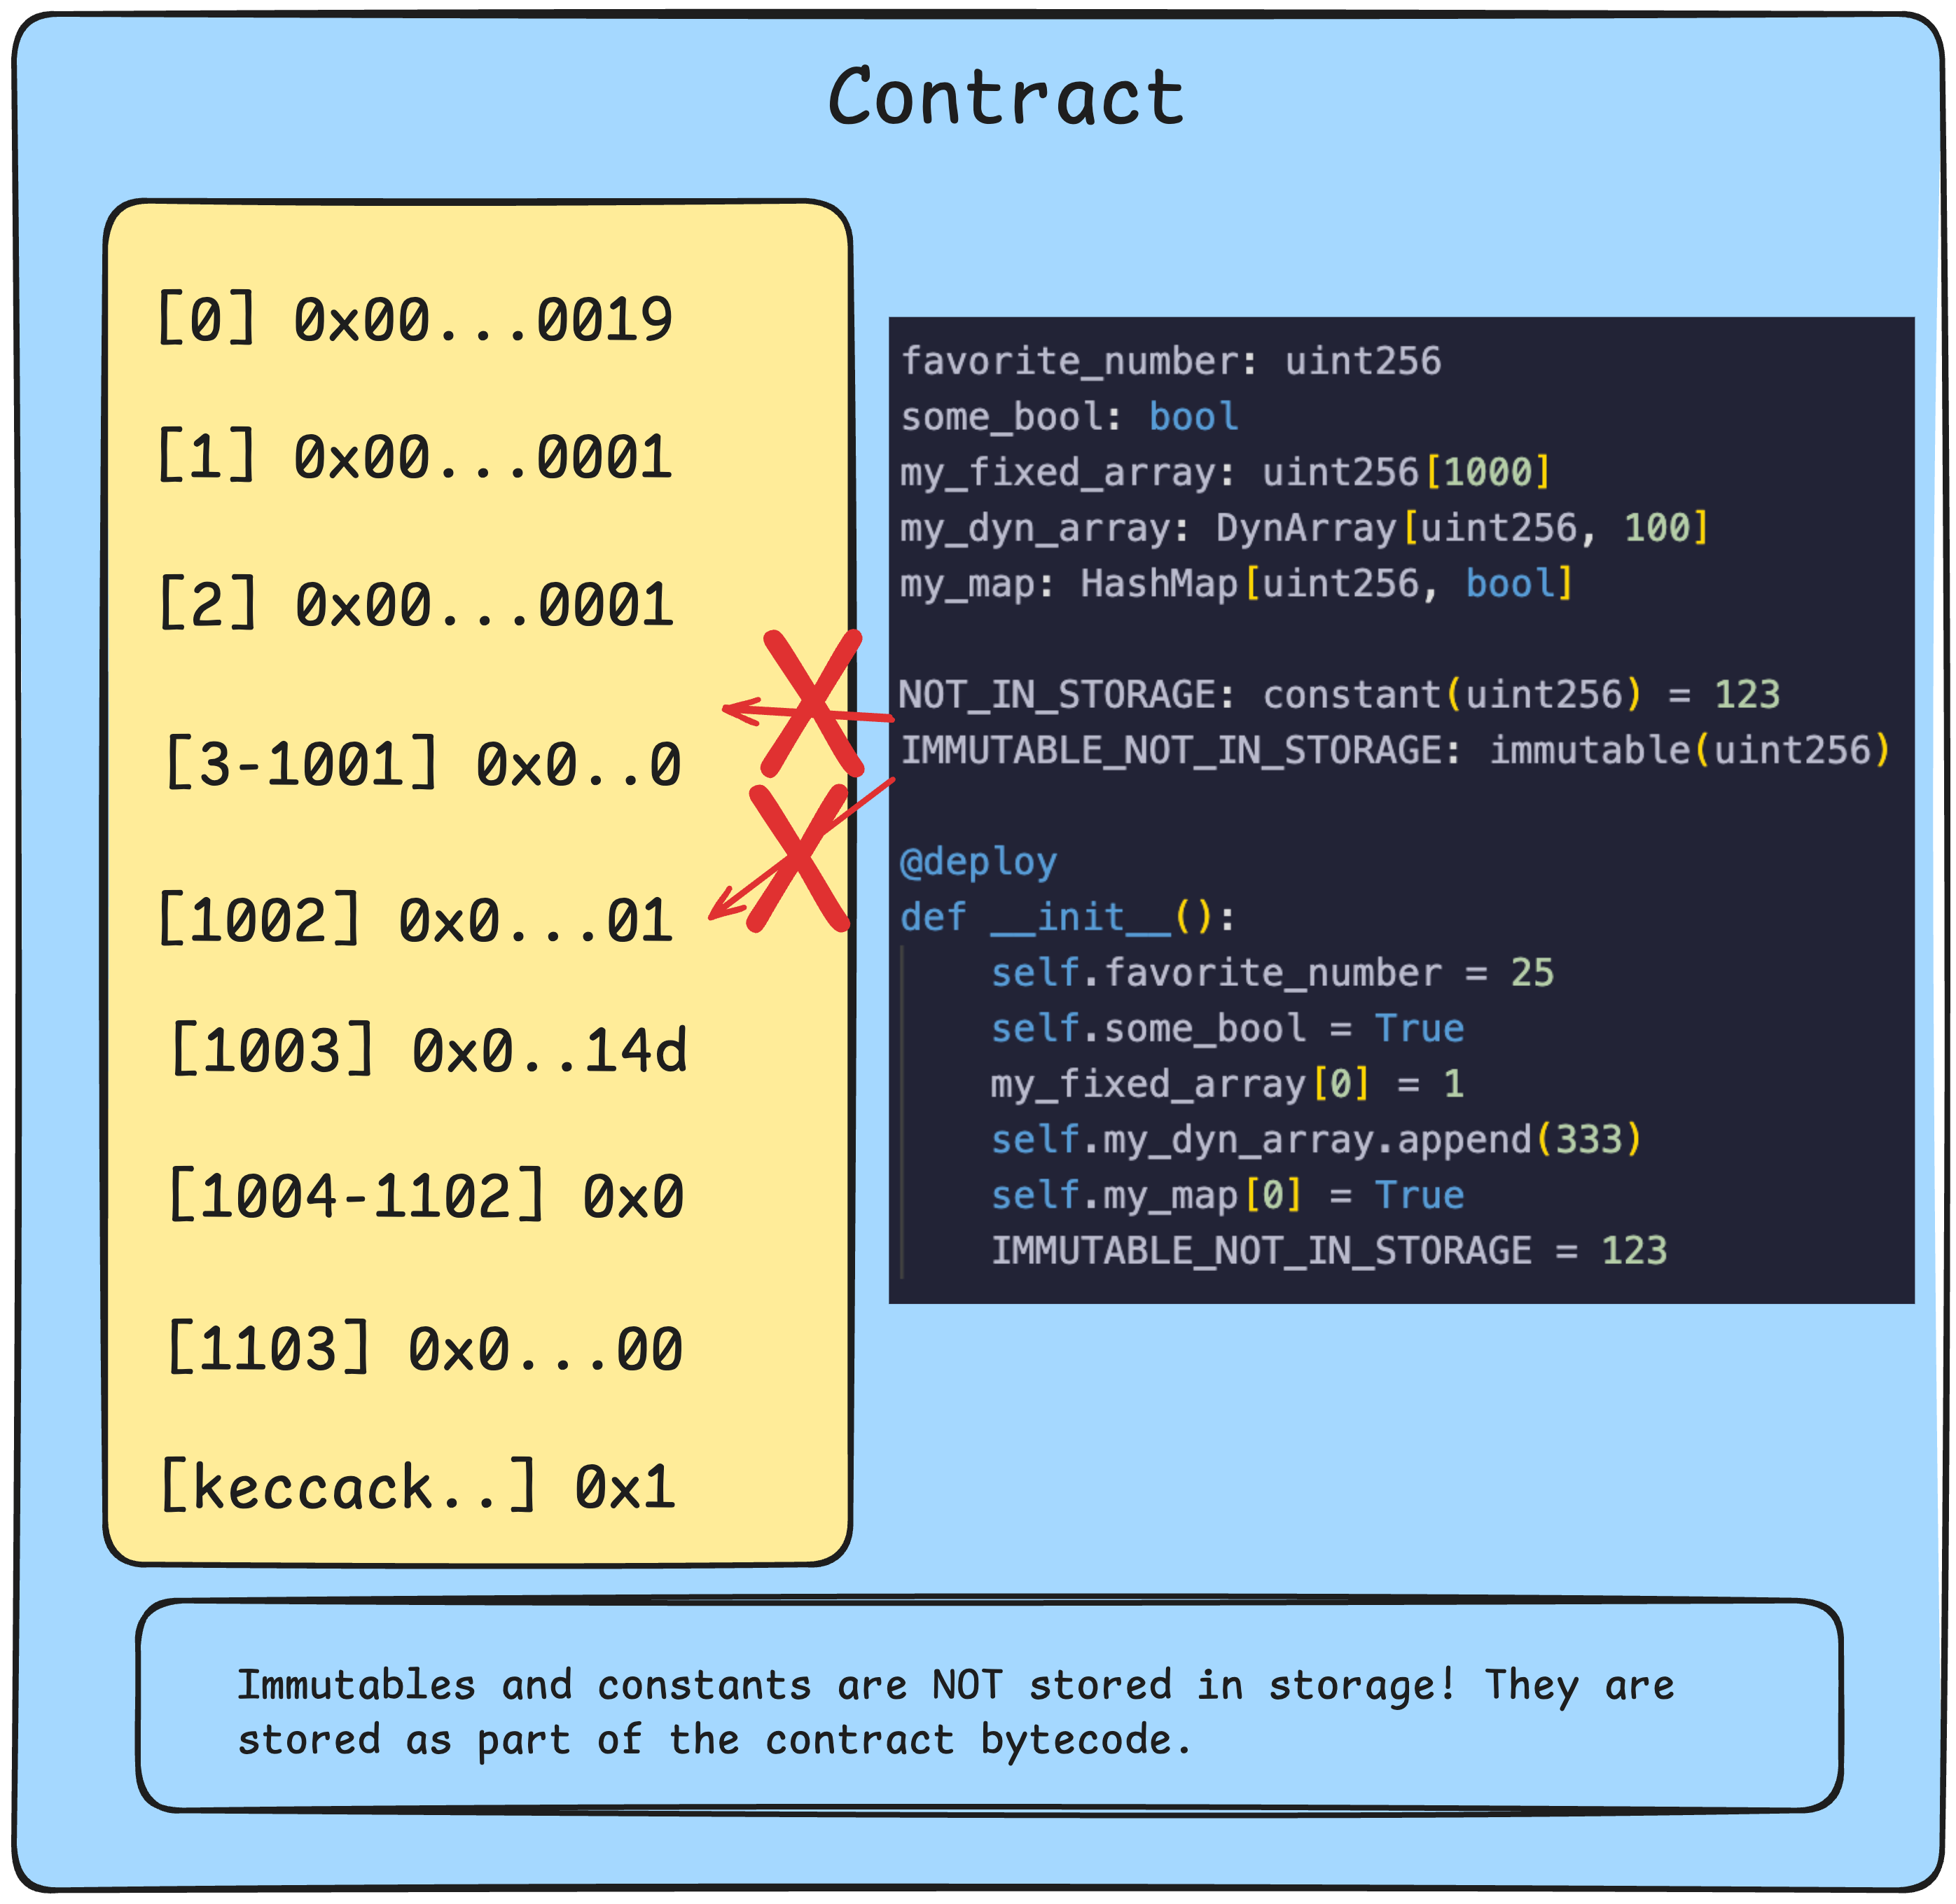 Contract
[0] 0x00...0019
[1] 0x00...0001
[2] 0x00...0001
[3-1001] 0x0..0
[1002] 0x0...01
[1003] 0x0..14d
[1004-1102] 0x0
[1103] 0x0...00
[keccack..] 0x1
favorite_number: uint256
some_bool: bool
my_fixed_array: uint256[1000]
my_dyn_array: DynArray[uint256, 100]
my_map: HashMap[uint256, bool]
NOT_IN_STORAGE: constant(uint256) = 123
IMMUTABLE_NOT_IN_STORAGE: immutable(uint256)
@deploy
def __init__():
    self.favorite_number = 25
    self.some_bool = True
    my_fixed_array[0] = 1
    self.my_dyn_array.append(333)
    self.my_map[0] = True
    IMMUTABLE_NOT_IN_STORAGE = 123
Immutables and constants are NOT stored in storage! They are
stored as part of the contract bytecode.